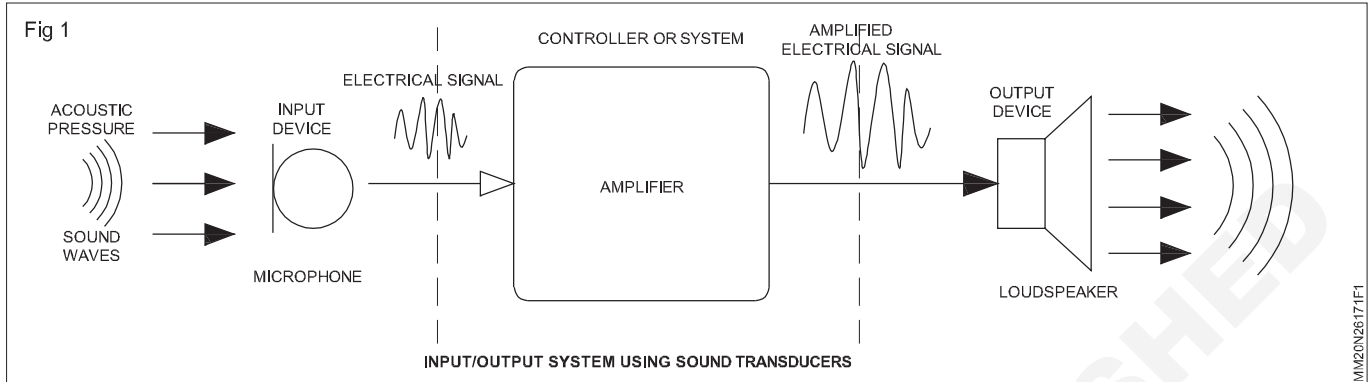 Fig 1
ACOUSTIC
PRESSURE
SOUND
WAVES
INPUT
DEVICE
MICROPHONE
ELECTRICAL SIGNAL
CONTROLLER OR SYSTEM
AMPLIFIER
AMPLIFIED
ELECTRICAL SIGNAL
OUTPUT
DEVICE
LOUDSPEAKER
INPUT/OUTPUT SYSTEM USING SOUND TRANSDUCERS
MM20N26171F1
SHED